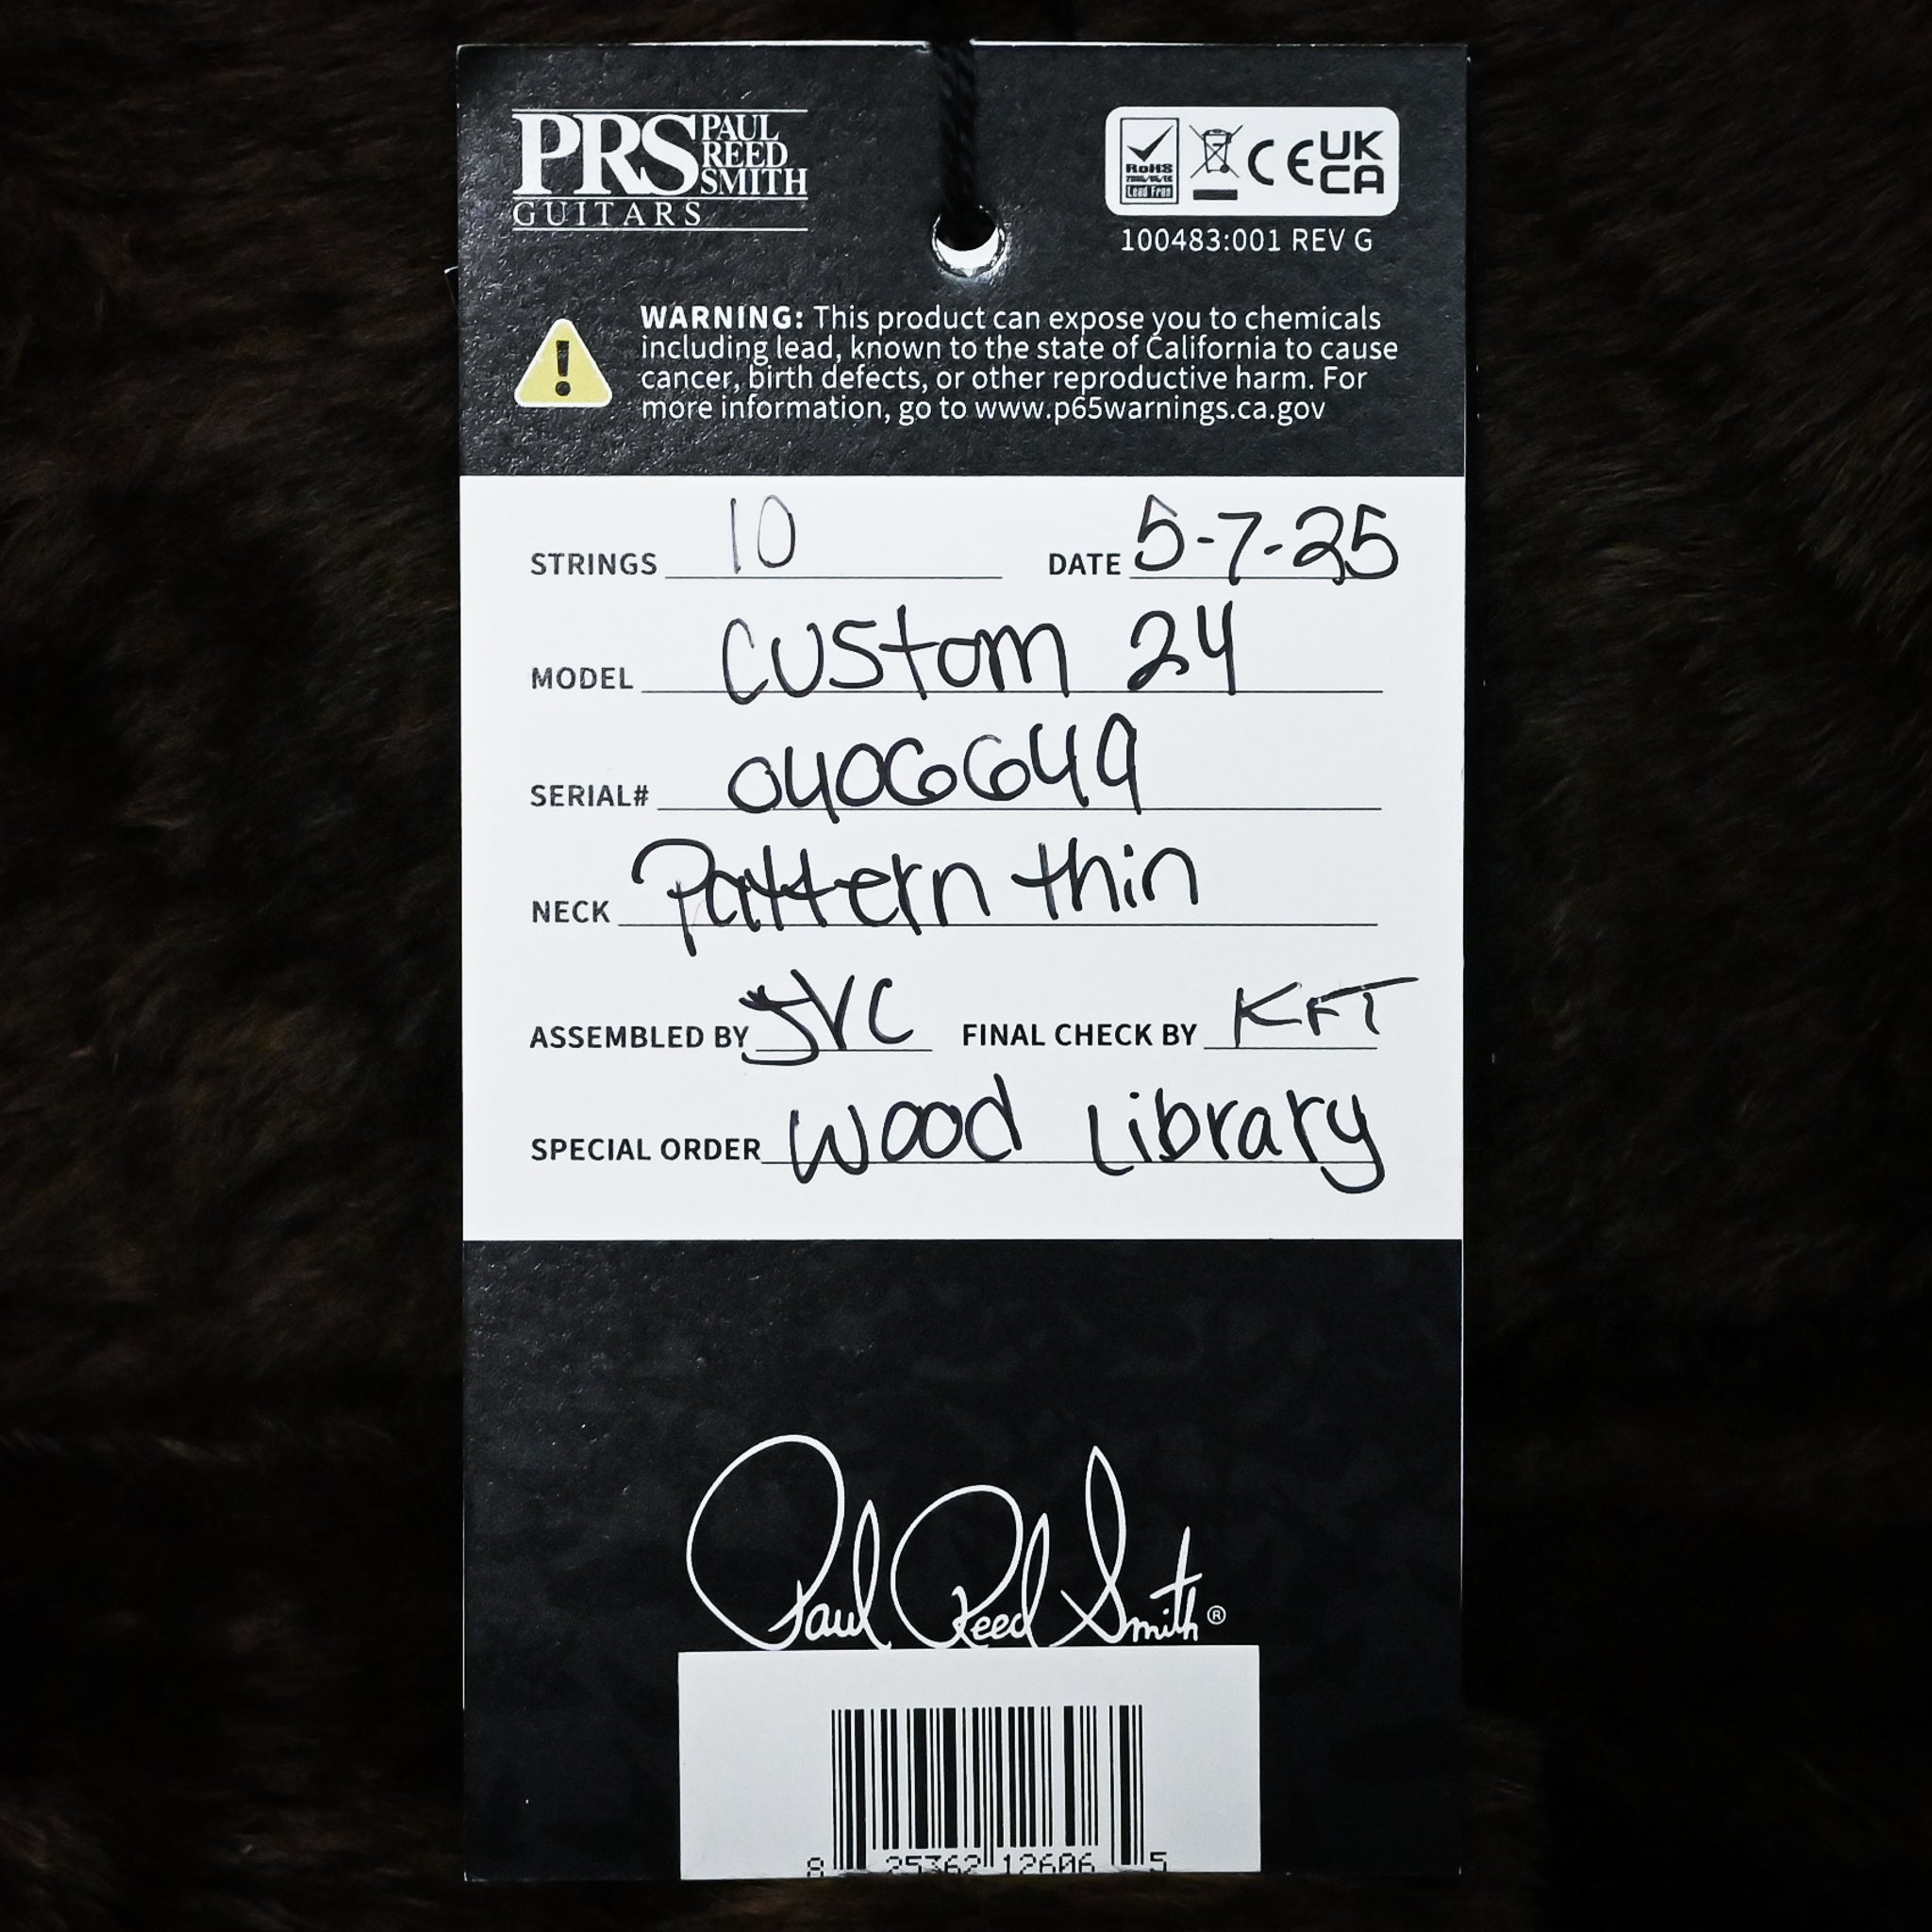 PRS PAUL REED SMITH
GUITARS
RoHS
Lead Free
CE UK CA
100483:001 REV G
WARNING: This product can expose you to chemicals
including lead, known to the state of California to cause
cancer, birth defects, or other reproductive harm. For
more information, go to www.p65warnings.ca.gov
STRINGS 10 DATE 5-7-25
MODEL Custom 24
SERIAL# 0406649
NECK Pattern thin
ASSEMBLED BY JVC FINAL CHECK BY KFT
SPECIAL ORDER Wood Library
Paul Reed Smith ®
8 25362 12606 5